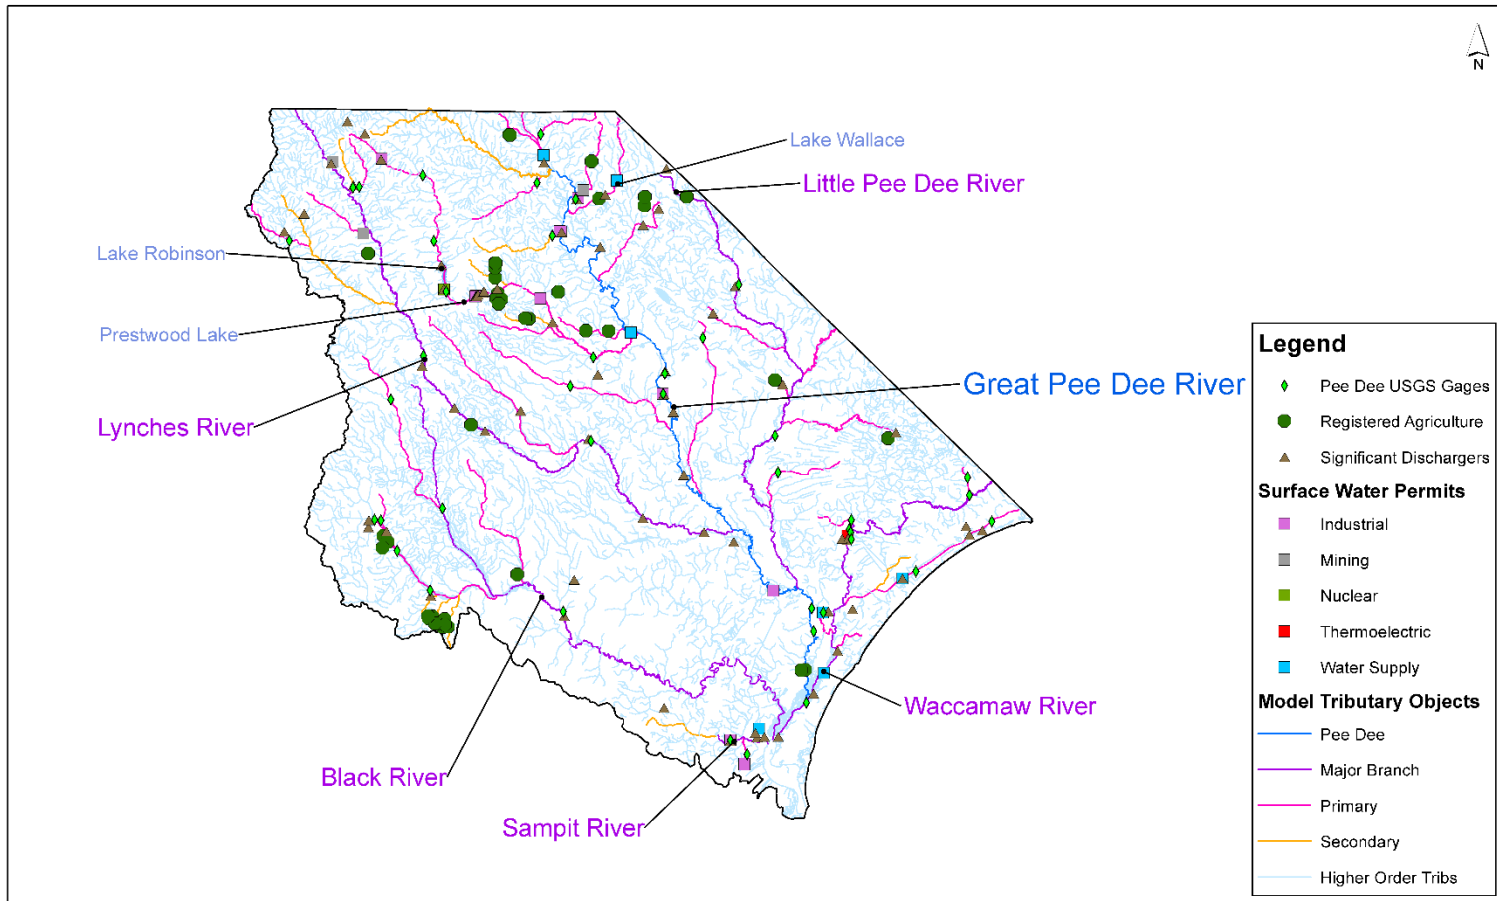 N
Lake Wallace
Little Pee Dee River
Lake Robinson
Prestwood Lake
Great Pee Dee River
Lynches River
Waccamaw River
Black River
Sampit River
Legend
Pee Dee USGS Gages
Registered Agriculture
Significant Dischargers
Surface Water Permits
Industrial
Mining
Nuclear
Thermoelectric
Water Supply
Model Tributary Objects
Pee Dee
Major Branch
Primary
Secondary
Higher Order Tribs